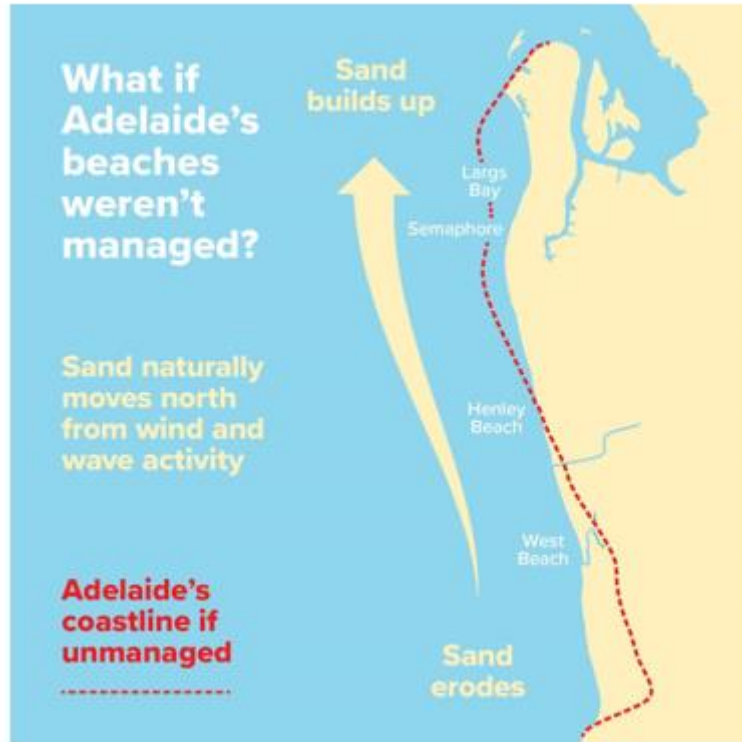 What if
Adelaide's
beaches
weren't
managed?
Sand
builds up
Largs
Bay
Semaphore
Sand naturally
moves north
from wind and
wave activity
Henley
Beach
West
Beach
Adelaide's
coastline if
unmanaged
Sand
erodes